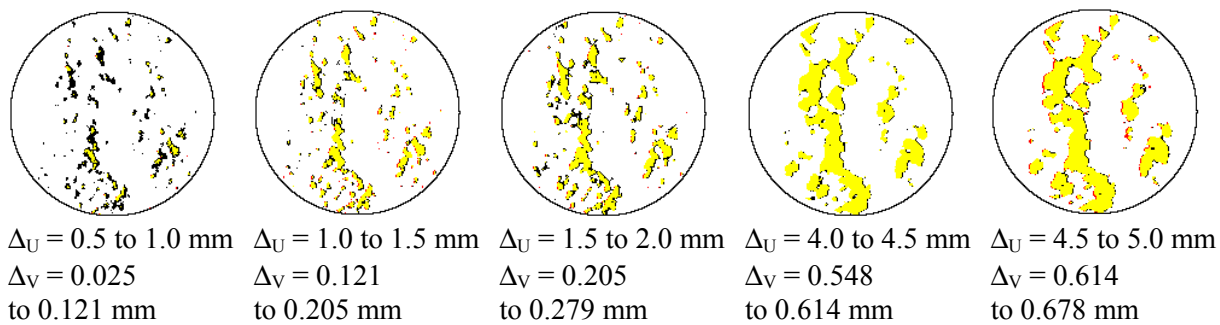 ΔU = 0.5 to 1.0 mm
ΔV = 0.025
to 0.121 mm
ΔU = 1.0 to 1.5 mm
ΔV = 0.121
to 0.205 mm
ΔU = 1.5 to 2.0 mm
ΔV = 0.205
to 0.279 mm
ΔU = 4.0 to 4.5 mm
ΔV = 0.548
to 0.614 mm
ΔU = 4.5 to 5.0 mm
ΔV = 0.614
to 0.678 mm